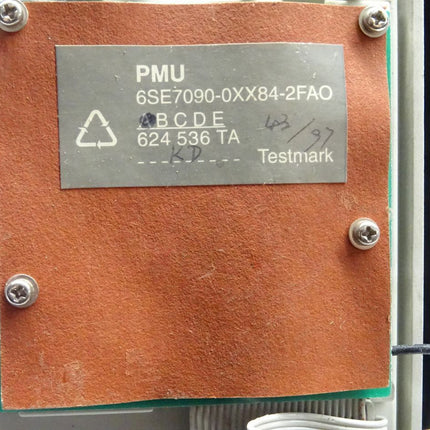 PMU
6SE7090-0XX84-2FAO
ABCDE 43/97
624 536 TA
KD Testmark